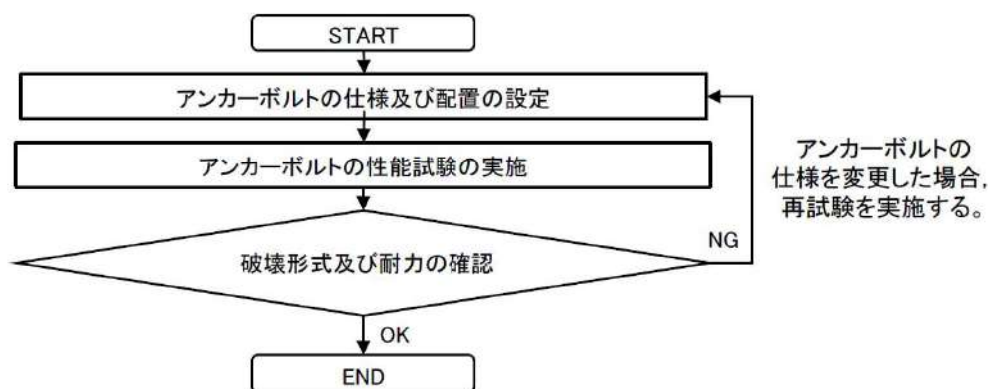 START
アンカーボルトの仕様及び配置の設定
アンカーボルトの性能試験の実施
アンカーボルトの
仕様を変更した場合,
再試験を実施する。
NG
破壊形式及び耐力の確認
OK
END